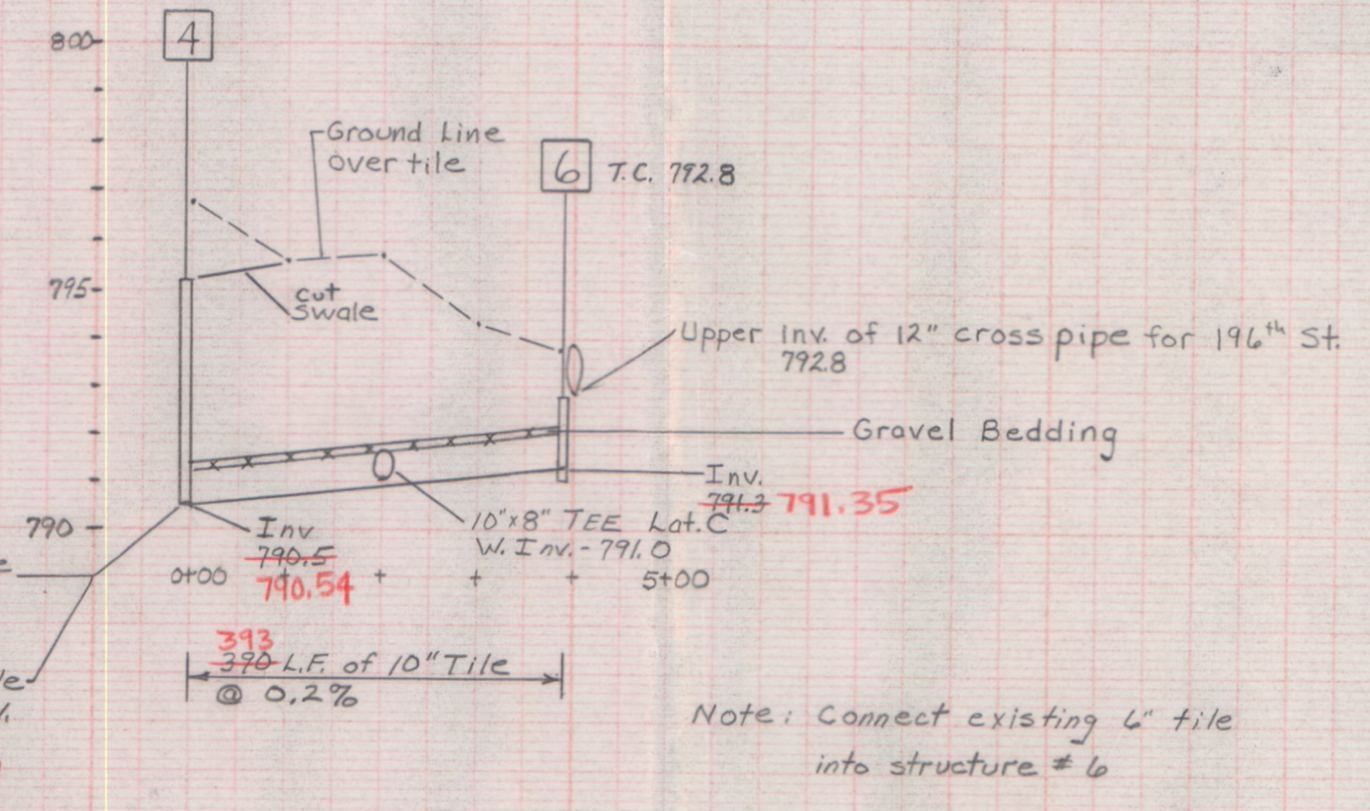 800
4
Ground Line
over tile
6 T.C. 792.8
795
cut
swale
Upper Inv. of 12" cross pipe for 196th St.
792.8
Gravel Bedding
Inv.
791.3 791.35
790
Inv
790.5
790.54
10"x8" TEE Lat.C
W. Inv.- 791.0
0+00 + + + + 5+00
393
390 L.F. of 10" Tile
@ 0.2%
Note: Connect existing 6" tile
into structure # 6